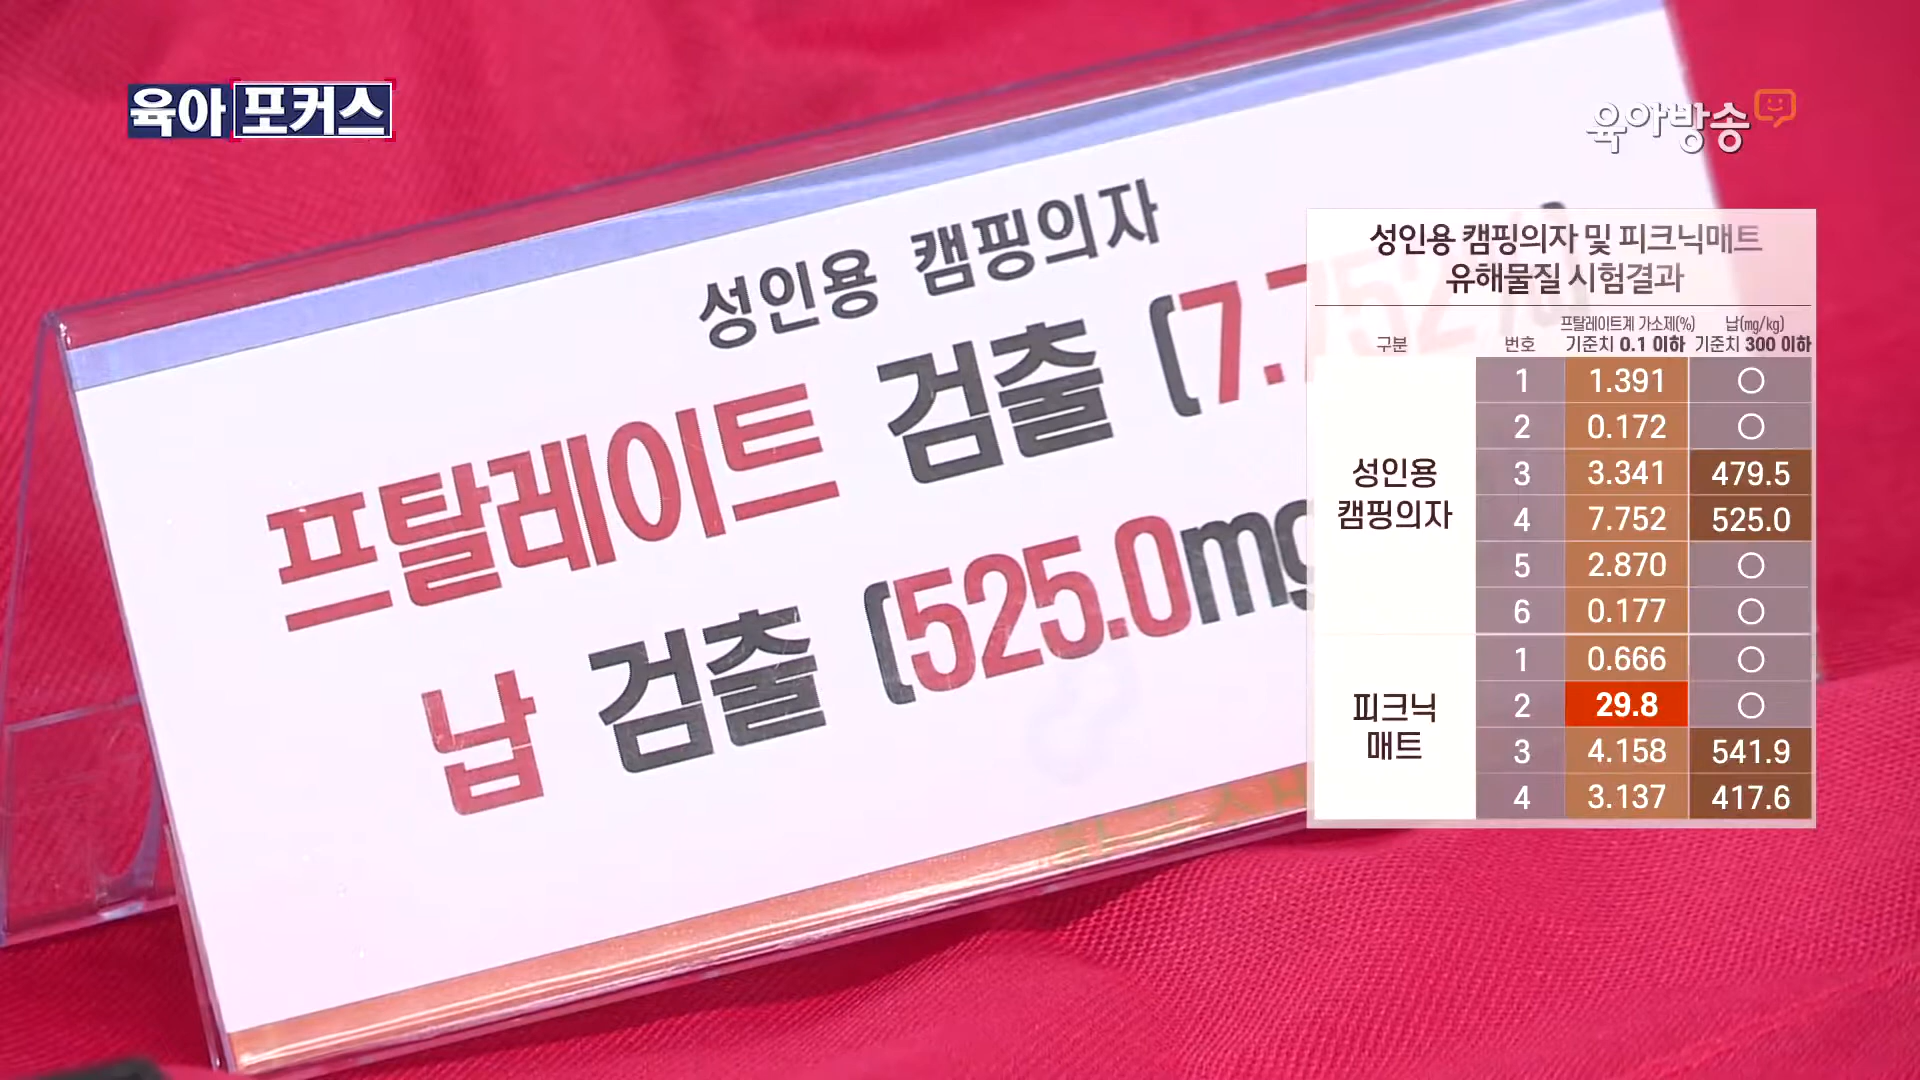 육아 포커스
육아방송
성인용 캠핑의자
프탈레이트 검출 (7.752%)
납 검출 (525.0mg
성인용 캠핑의자 및 피크닉매트
유해물질 시험결과
구분 번호 프탈레이트계 가소제(%) 기준치 0.1 이하 납(㎎/㎏) 기준치 300 이하
성인용 캠핑의자
1 1.391 ○
2 0.172 ○
3 3.341 479.5
4 7.752 525.0
5 2.870 ○
6 0.177 ○
피크닉 매트
1 0.666 ○
2 29.8 ○
3 4.158 541.9
4 3.137 417.6